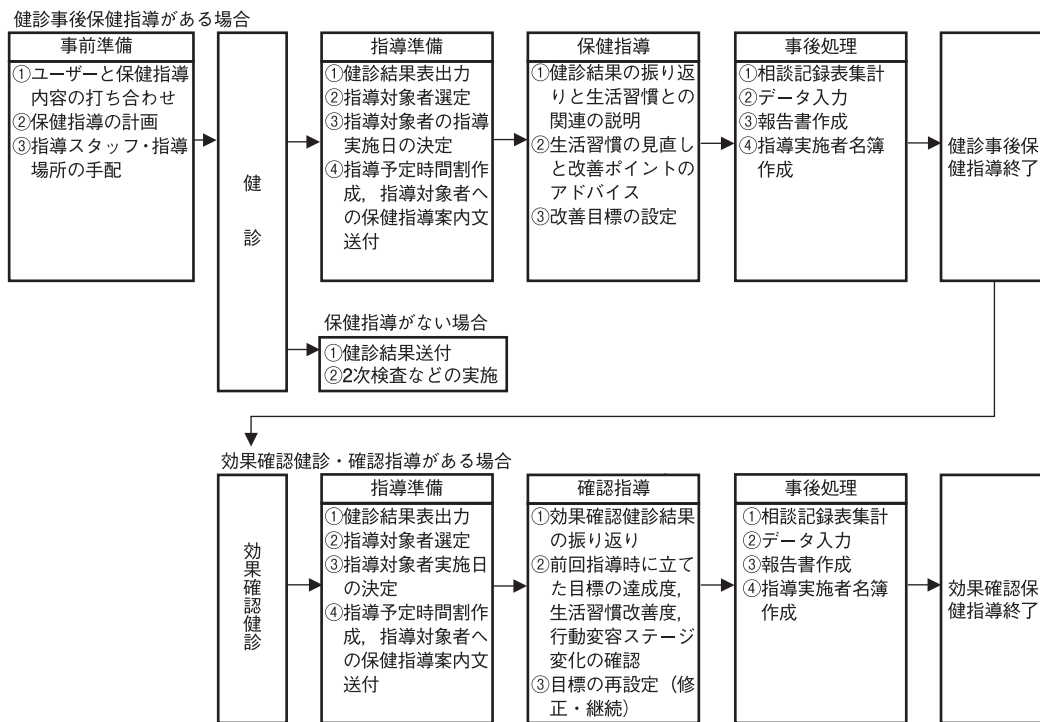 健診事後保健指導がある場合
事前準備
①ユーザーと保健指導
内容の打ち合わせ
②保健指導の計画
③指導スタッフ・指導
場所の手配
健
診
指導準備
①健診結果表出力
②指導対象者選定
③指導対象者の指導
実施日の決定
④指導予定時間割作
成，指導対象者へ
の保健指導案内文
送付
保健指導
①健診結果の振り返
りと生活習慣との
関連の説明
②生活習慣の見直し
と改善ポイントの
アドバイス
③改善目標の設定
事後処理
①相談記録表集計
②データ入力
③報告書作成
④指導実施者名簿
作成
健診事後保
健指導終了
保健指導がない場合
①健診結果送付
②2次検査などの実施
効果確認健診・確認指導がある場合
効果確認健診
指導準備
①健診結果表出力
②指導対象者選定
③指導対象者実施日
の決定
④指導予定時間割作
成，指導対象者へ
の保健指導案内文
送付
確認指導
①効果確認健診結果
の振り返り
②前回指導時に立て
た目標の達成度，
生活習慣改善度，
行動変容ステージ
変化の確認
③目標の再設定（修
正・継続）
事後処理
①相談記録表集計
②データ入力
③報告書作成
④指導実施者名簿
作成
効果確認保
健指導終了